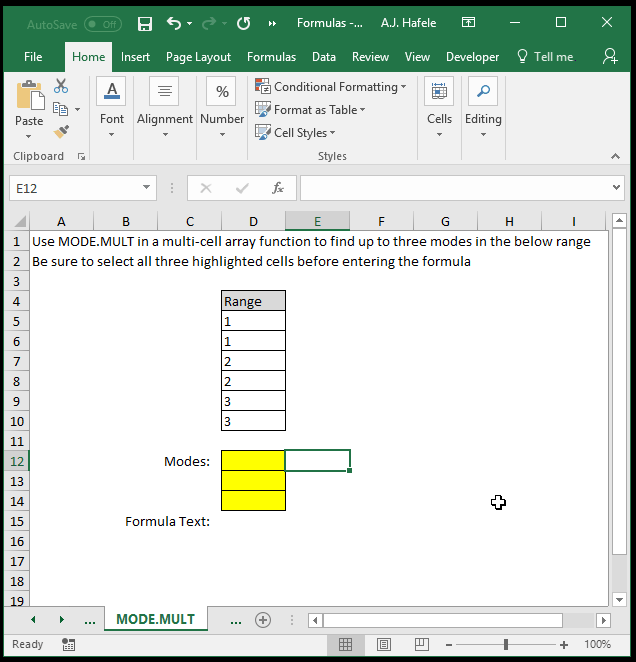 AutoSave Off Formulas -... A.J. Hafele
File Home Insert Page Layout Formulas Data Review View Developer Tell me
Paste Font Alignment Number Conditional Formatting Format as Table Cell Styles Cells Editing
Clipboard Styles
E12 fx
A B C D E F G H I
1 Use MODE.MULT in a multi-cell array function to find up to three modes in the below range
2 Be sure to select all three highlighted cells before entering the formula
3
4 Range
5 1
6 1
7 2
8 2
9 3
10 3
11
12 Modes:
13
14
15 Formula Text:
16
17
18
19
... MODE.MULT ...
Ready 100%